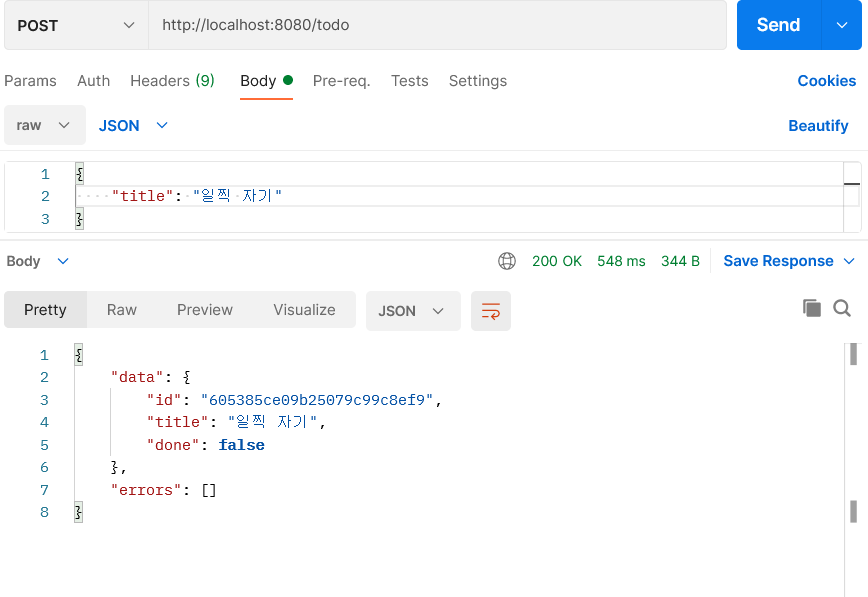 POST http://localhost:8080/todo Send
Params Auth Headers (9) Body Pre-req. Tests Settings Cookies
raw JSON Beautify
1 {
2 "title": "일찍 자기"
3 }
Body 200 OK 548 ms 344 B Save Response
Pretty Raw Preview Visualize JSON
1 {
2 "data": {
3 "id": "605385ce09b25079c99c8ef9",
4 "title": "일찍 자기",
5 "done": false
6 },
7 "errors": []
8 }